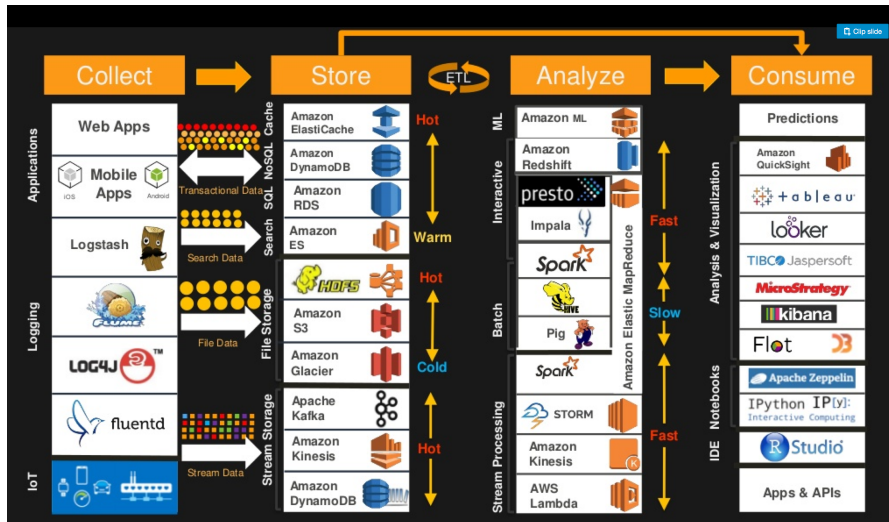 Clip slide
Collect
Store
ETL
Analyze
Consume
Applications
Web Apps
iOS
Mobile
Apps
Android
Logstash
Logging
FLUME
LOG4J
TM
fluentd
IoT
Transactional Data
Search Data
File Data
Stream Data
Cache
Amazon
ElastiCache
Hot
NoSQL
Amazon
DynamoDB
SQL
Amazon
RDS
Search
Amazon
ES
Warm
File Storage
HDFS
Hot
Amazon
S3
Amazon
Glacier
Cold
Stream Storage
Apache
Kafka
Amazon
Kinesis
Hot
Amazon
DynamoDB
ML
Amazon ML
Interactive
Amazon
Redshift
presto
Impala
Spark
Fast
Batch
HIVE
Pig
Slow
Amazon Elastic MapReduce
Stream Processing
Spark
STORM
Amazon
Kinesis
K
AWS
Lambda
Fast
Predictions
Analysis & Visualization
Amazon
QuickSight
+ableau
looker
TIBCO Jaspersoft
MicroStrategy
kibana
Flot
D3
Notebooks
Apache Zeppelin
IPython IP[y]:
Interactive Computing
IDE
R Studio
Apps & APIs